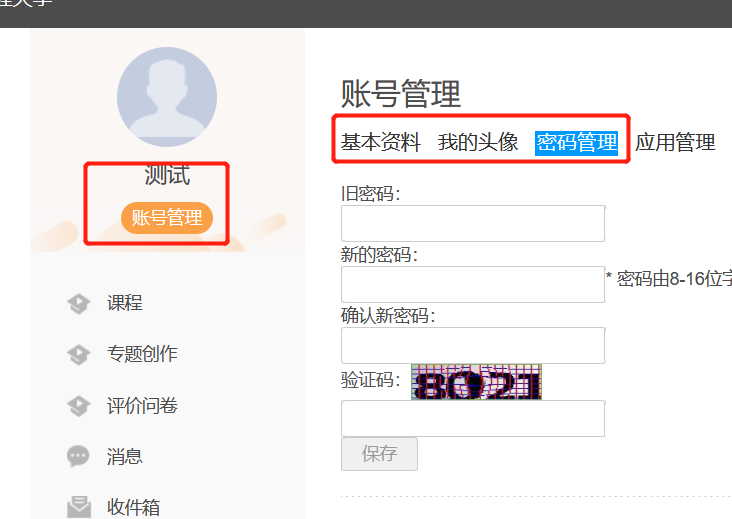 测试
账号管理
课程
专题创作
评价问卷
消息
收件箱
账号管理
基本资料 我的头像 密码管理 应用管理
旧密码：
新的密码：
* 密码由8-16位字
确认新密码：
验证码：
保存